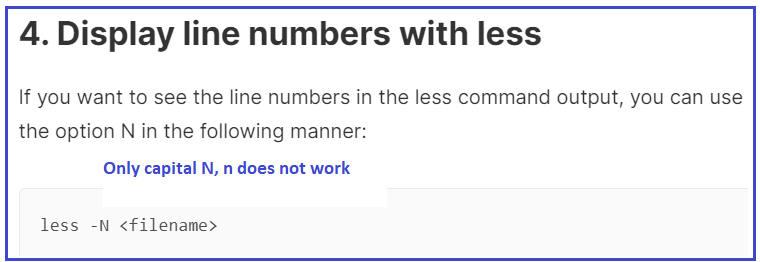 4. Display line numbers with less
If you want to see the line numbers in the less command output, you can use
the option N in the following manner:
Only capital N, n does not work
less -N <filename>